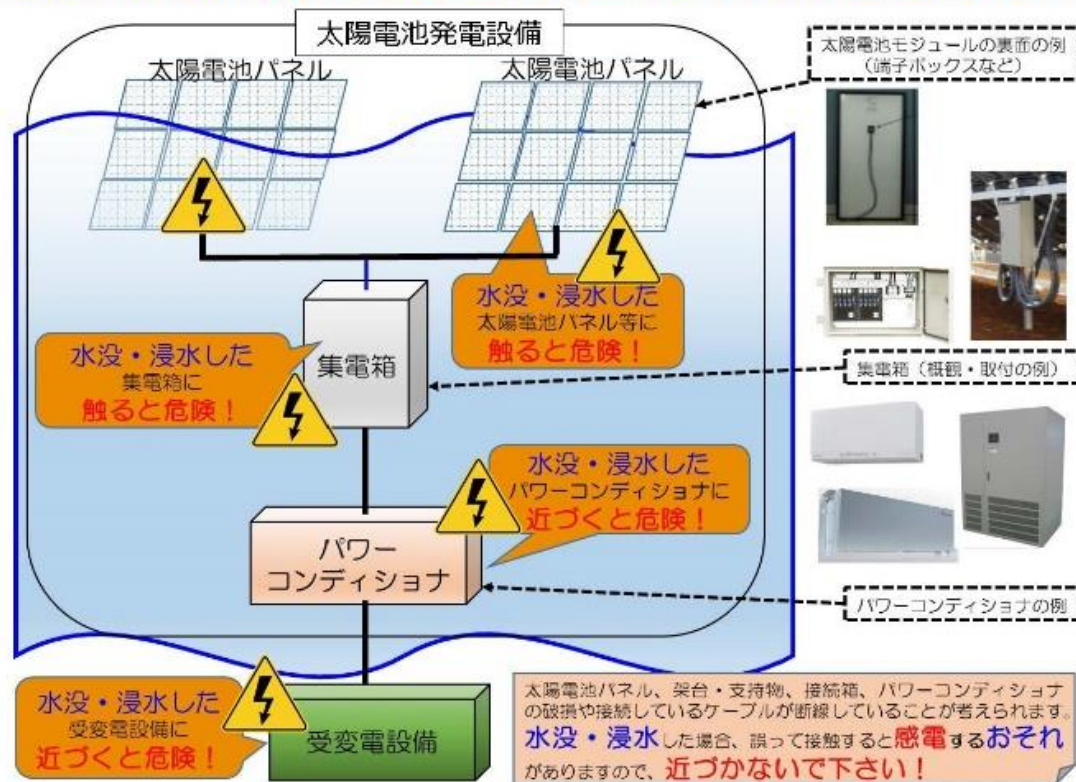 太陽電池発電設備
太陽電池パネル
太陽電池パネル
太陽電池モジュールの裏面の例
（端子ボックスなど）
水没・浸水した
太陽電池パネル等に
触ると危険！
集電箱
水没・浸水した
集電箱に
触ると危険！
集電箱（概観・取付の例）
水没・浸水した
パワーコンディショナに
近づくと危険！
パワー
コンディショナ
パワーコンディショナの例
水没・浸水した
受変電設備に
近づくと危険！
受変電設備
太陽電池パネル、架台・支持物、接続箱、パワーコンディショナ
の破損や接続しているケーブルが断線していることが考えられます。
水没・浸水した場合、誤って接触すると感電するおそれ
がありますので、近づかないで下さい！